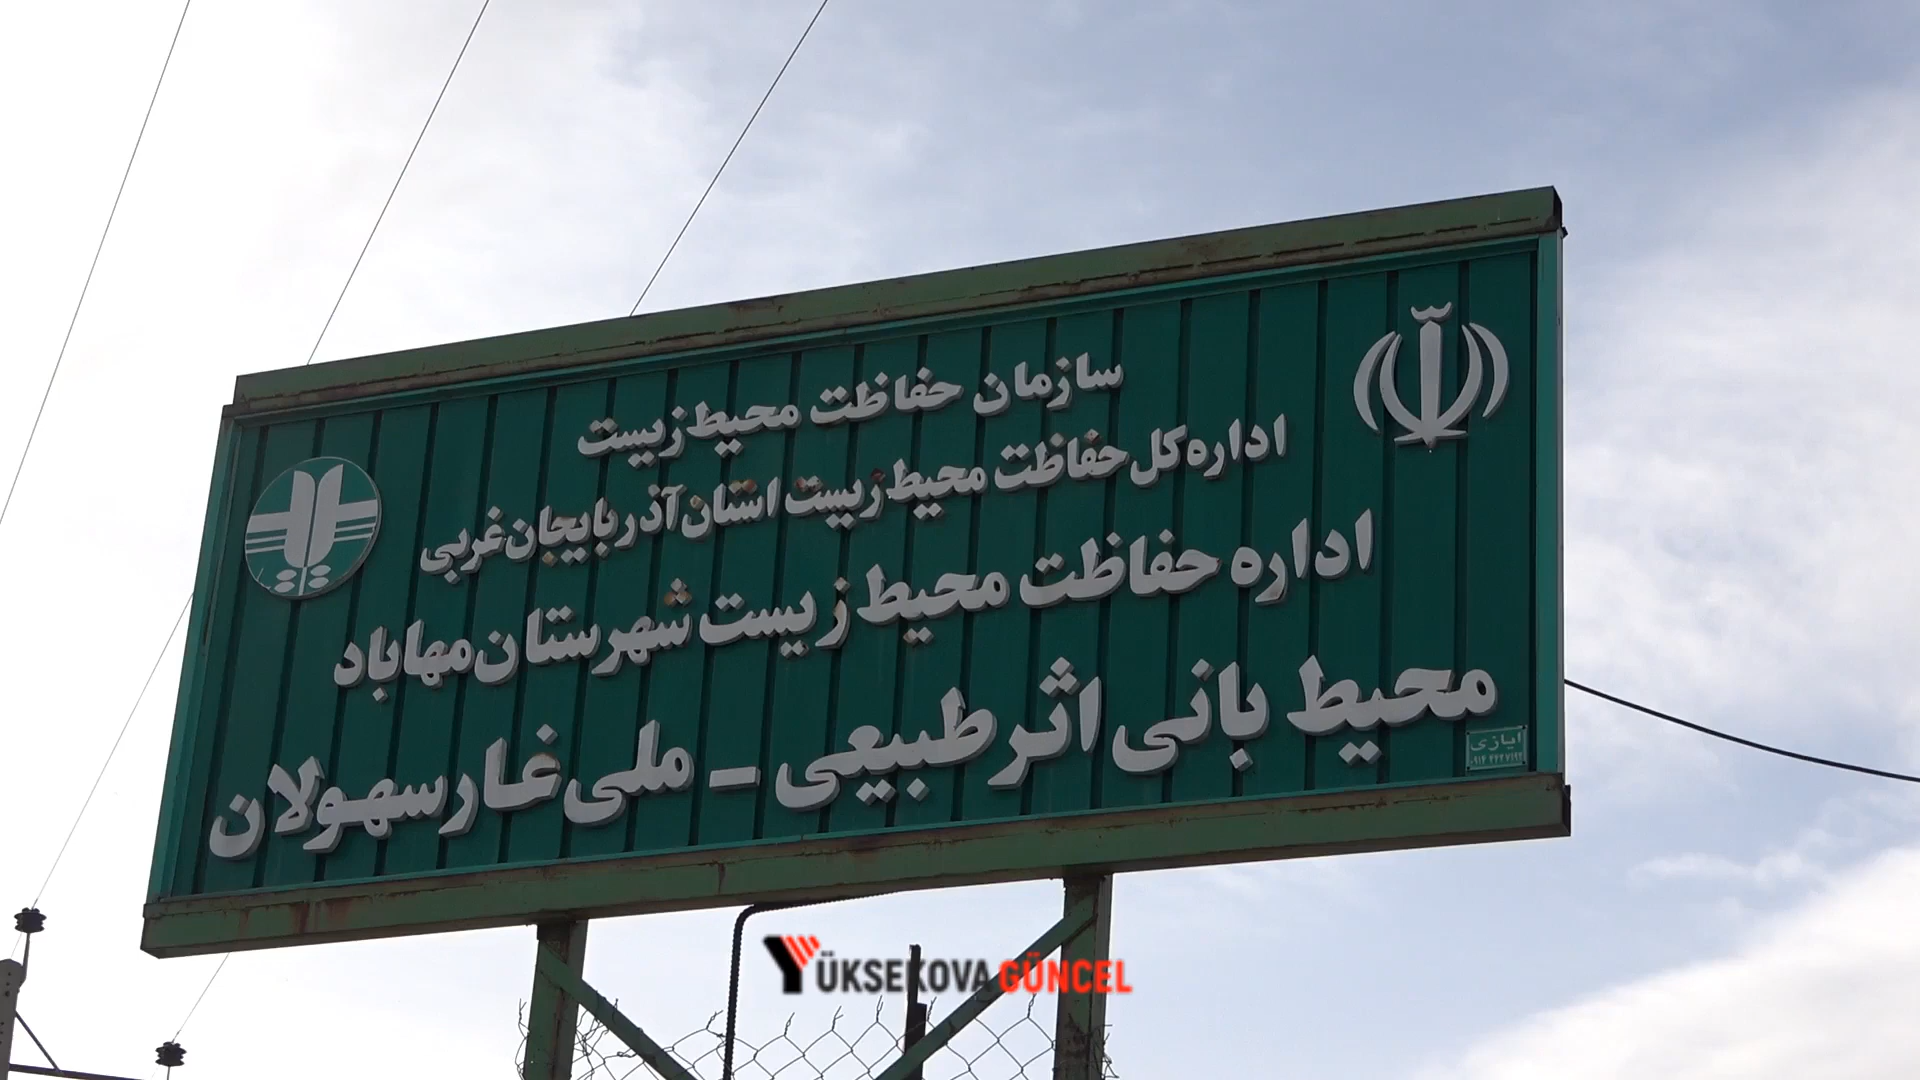 سازمان حفاظت محیط زیست
اداره کل حفاظت محیط زیست استان آذربایجان غربی
اداره حفاظت محیط زیست شهرستان مهاباد
محیط بانی اثر طبیعی - ملی غار سهولان
ایازی
YÜKSEKOVA GÜNCEL